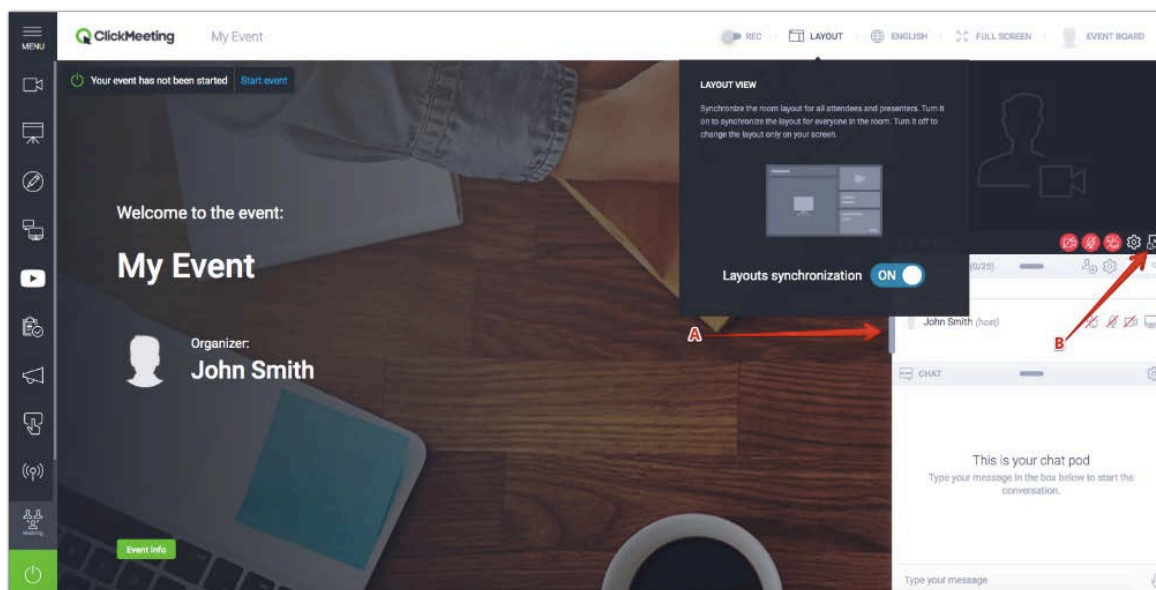 MENU
ClickMeeting
My Event
REC
LAYOUT
ENGLISH
FULL SCREEN
EVENT BOARD
Your event has not been started
Start event
LAYOUT VIEW
Synchronize the room layout for all attendees and presenters. Turn it
on to synchronize the layout for everyone in the room. Turn it off to
change the layout only on your screen.
Layouts synchronization
ON
Welcome to the event:
My Event
Organizer:
John Smith
Event info
Meeting
A
B
John Smith (host)
CHAT
This is your chat pod
Type your message in the box below to start the
conversation.
Type your message